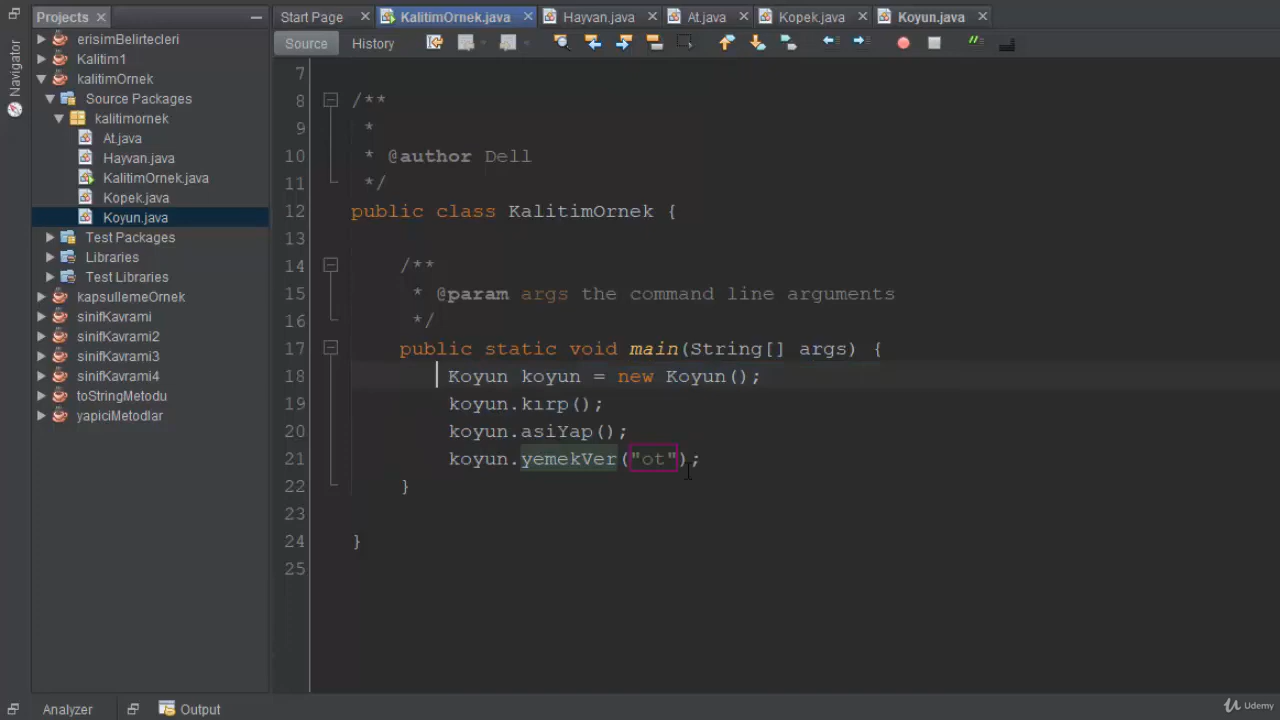 Projects
Start Page
KalitimOrnek.java
Hayvan.java
At.java
Kopek.java
Koyun.java
Navigator
Source
History
erisimBelirtecleri
Kalitim1
kalitimOrnek
Source Packages
kalitimornek
At.java
Hayvan.java
KalitimOrnek.java
Kopek.java
Koyun.java
Test Packages
Libraries
Test Libraries
kapsullemeOrnek
sinifKavrami
sinifKavrami2
sinifKavrami3
sinifKavrami4
toStringMetodu
yapiciMetodlar
7
8 /**
9 *
10 * @author Dell
11 */
12 public class KalitimOrnek {
13
14 /**
15 * @param args the command line arguments
16 */
17 public static void main(String[] args) {
18 Koyun koyun = new Koyun();
19 koyun.kırp();
20 koyun.asiYap();
21 koyun.yemekVer("ot");
22 }
23
24 }
25
Analyzer
Output
Udemy